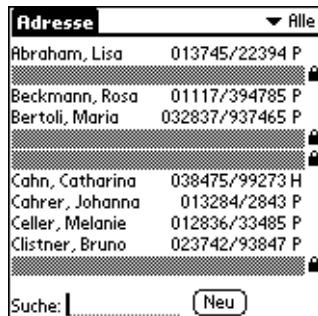 Adresse Alle
Abraham, Lisa 013745/22394 P
Beckmann, Rosa 01117/394785 P
Bertoli, Maria 032837/937465 P
Cahn, Catharina 038475/99273 H
Cahrer, Johanna 013284/2843 P
Celler, Melanie 012836/33485 P
Clistner, Bruno 023742/93847 P
Suche: Neu